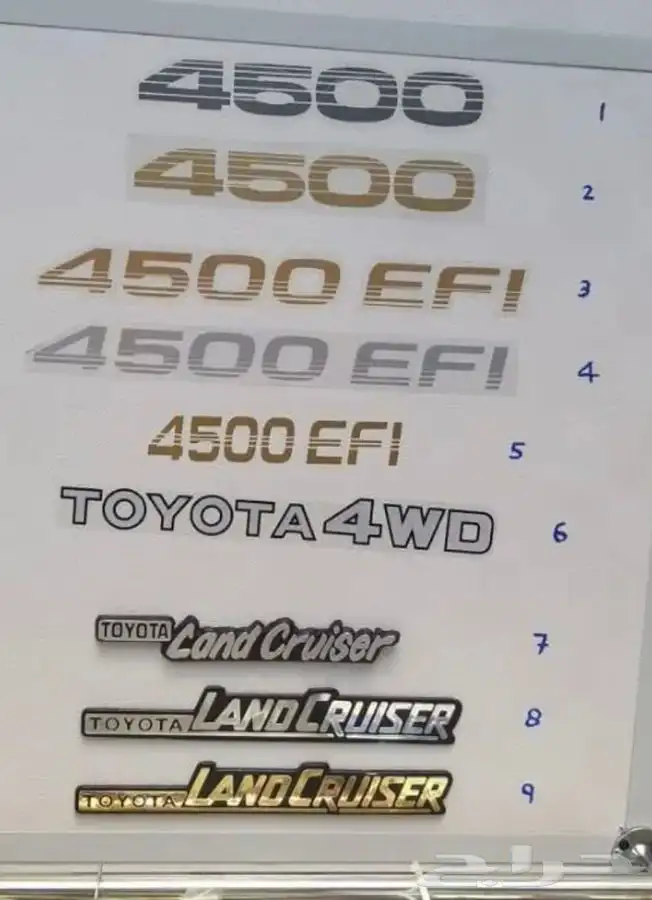 4500 1
4500 2
4500 EFI 3
4500 EFI 4
4500 EFI 5
TOYOTA 4WD 6
TOYOTA Land Cruiser 7
TOYOTA LAND CRUISER 8
TOYOTA LAND CRUISER 9
حراج